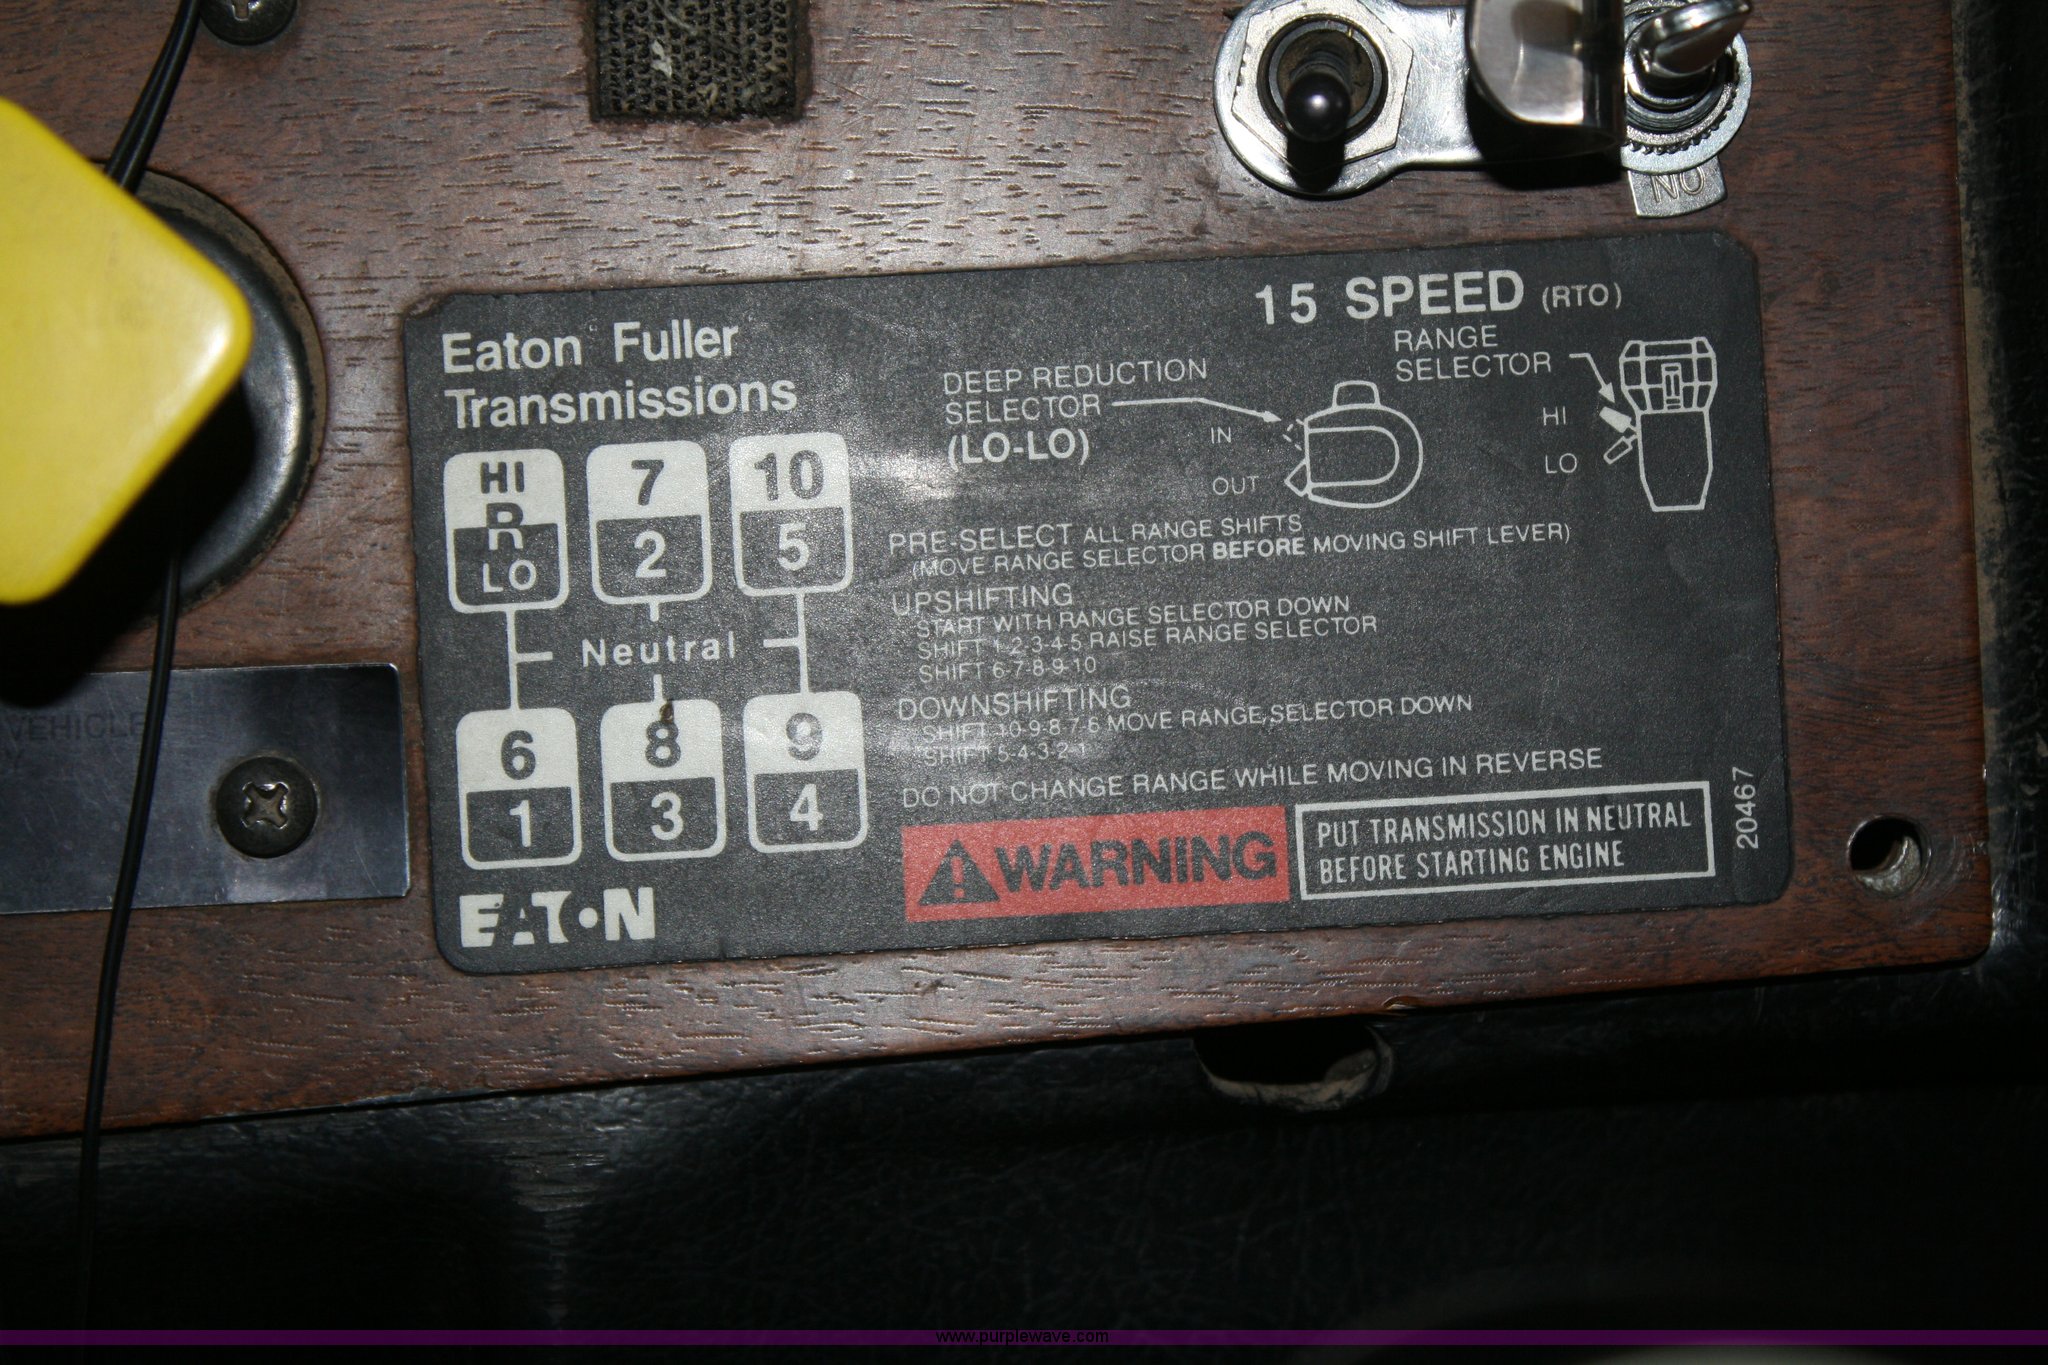 NO
15 SPEED (RTO)
Eaton Fuller
Transmissions
DEEP REDUCTION
SELECTOR
(LO-LO)
IN
OUT
RANGE
SELECTOR
HI
LO
HI
R
LO
7
2
10
5
Neutral
6
1
8
3
9
4
PRE-SELECT ALL RANGE SHIFTS
(MOVE RANGE SELECTOR BEFORE MOVING SHIFT LEVER)
UPSHIFTING
START WITH RANGE SELECTOR DOWN
SHIFT 1-2-3-4-5 RAISE RANGE SELECTOR
SHIFT 6-7-8-9-10
DOWNSHIFTING
SHIFT 10-9-8-7-6 MOVE RANGE SELECTOR DOWN
SHIFT 5-4-3-2-1
DO NOT CHANGE RANGE WHILE MOVING IN REVERSE
WARNING
PUT TRANSMISSION IN NEUTRAL
BEFORE STARTING ENGINE
20467
EATON
VEHICLE
www.purplewave.com